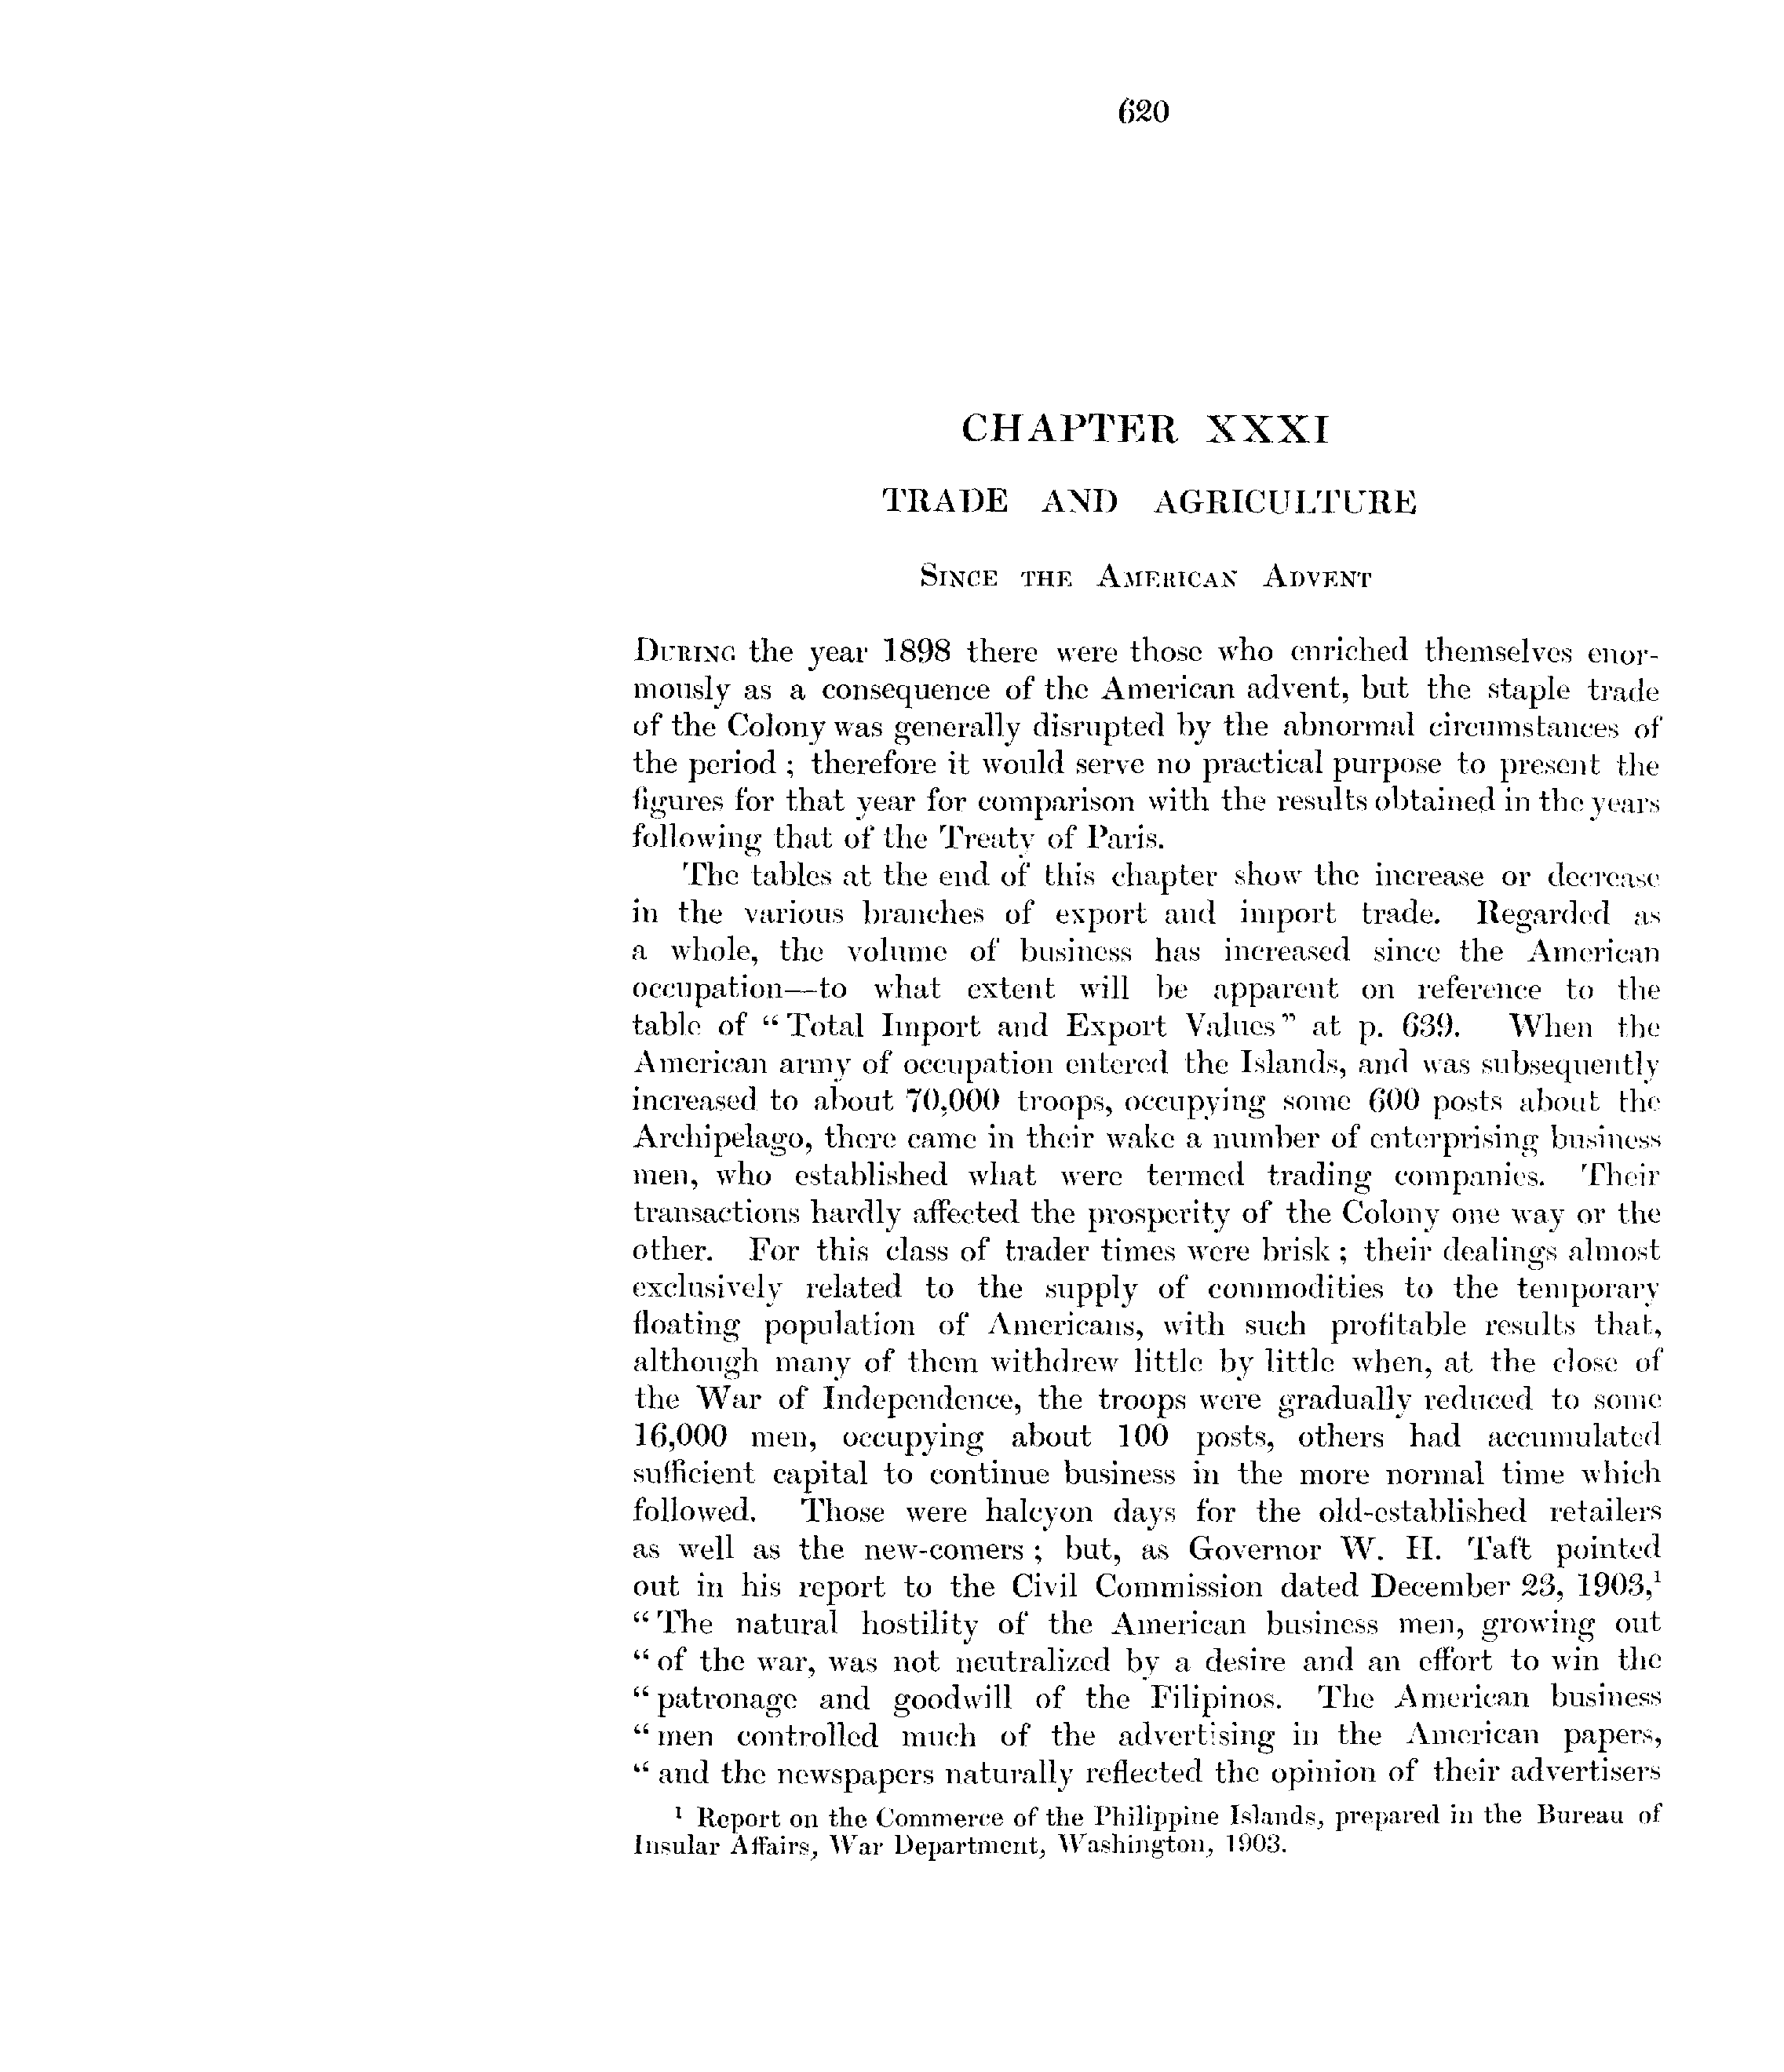 620
CHAPTER XXXI
TRADE AND AGRICULTURE
SINCE THE AMERICAN ADVENT
DURING the year 1898 there were those who enriched themselves enor-
mously as a consequence of the American advent, but the staple trade
of the Colony was generally disrupted by the abnormal circumstances of
the period ; therefore it would serve no practical purpose to present the
figures for that year for comparison with the results obtained in the years
following that of the Treaty of Paris.
The tables at the end of this chapter show the increase or decrease
in the various branches of export and import trade. Regarded as
a whole, the volume of business has increased since the American
occupation—to what extent will be apparent on reference to the
table of “Total Import and Export Values” at p. 639. When the
American army of occupation entered the Islands, and was subsequently
increased to about 70,000 troops, occupying some 600 posts about the
Archipelago, there came in their wake a number of enterprising business
men, who established what were termed trading companies. Their
transactions hardly affected the prosperity of the Colony one way or the
other. For this class of trader times were brisk ; their dealings almost
exclusively related to the supply of commodities to the temporary
floating population of Americans, with such profitable results that,
although many of them withdrew little by little when, at the close of
the War of Independence, the troops were gradually reduced to some
16,000 men, occupying about 100 posts, others had accumulated
sufficient capital to continue business in the more normal time which
followed. Those were halcyon days for the old-established retailers
as well as the new-comers ; but, as Governor W. H. Taft pointed
out in his report to the Civil Commission dated December 23, 1903,¹
“The natural hostility of the American business men, growing out
“of the war, was not neutralized by a desire and an effort to win the
“patronage and goodwill of the Filipinos. The American business
“men controlled much of the advertising in the American papers,
“and the newspapers naturally reflected the opinion of their advertisers
¹ Report on the Commerce of the Philippine Islands, prepared in the Bureau of
Insular Affairs, War Department, Washington, 1903.